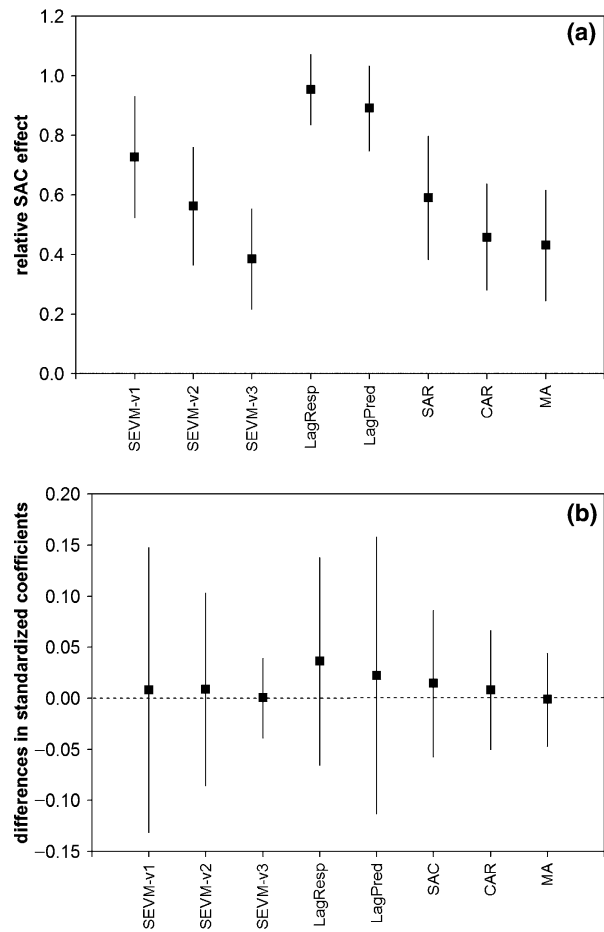 (a)
relative SAC effect
1.2
1.0
0.8
0.6
0.4
0.2
0.0
SEVM-v1
SEVM-v2
SEVM-v3
LagResp
LagPred
SAR
CAR
MA
(b)
differences in standardized coefficients
0.20
0.15
0.10
0.05
0.00
−0.05
−0.10
−0.15
SEVM-v1
SEVM-v2
SEVM-v3
LagResp
LagPred
SAC
CAR
MA